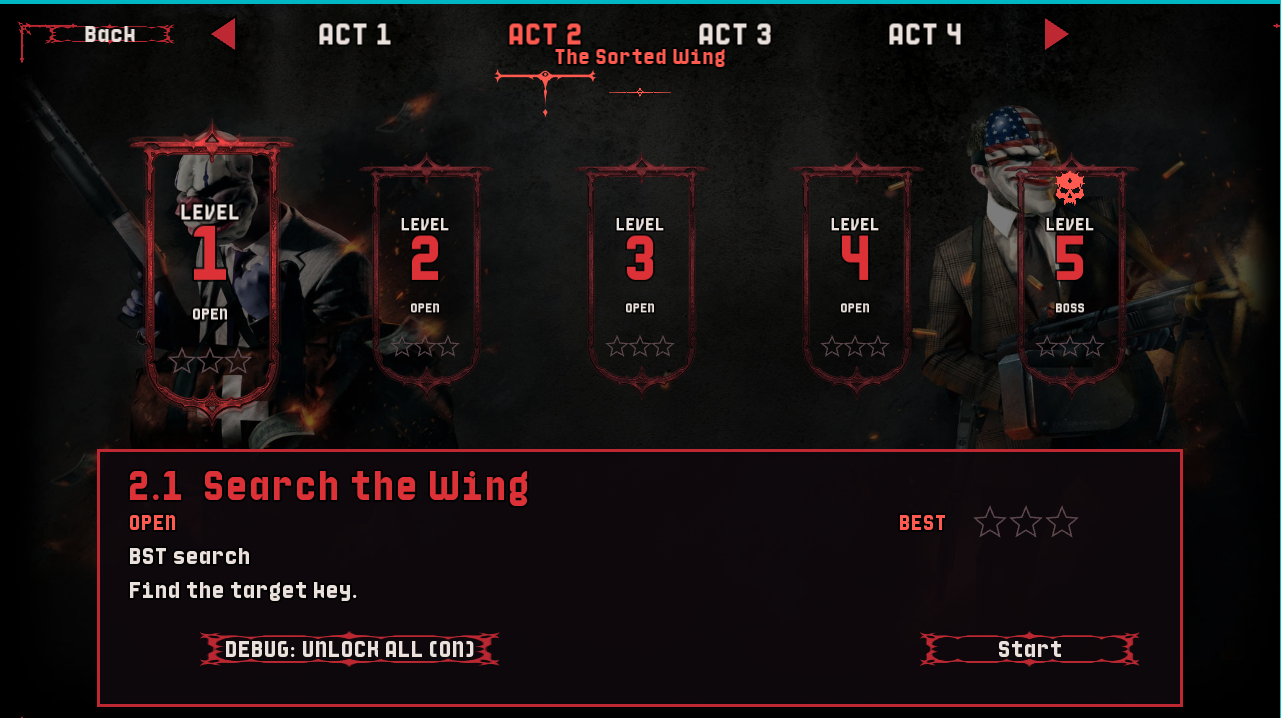 Back
ACT 1
ACT 2
ACT 3
ACT 4
The Sorted Wing
LEVEL
1
OPEN
LEVEL
2
OPEN
LEVEL
3
OPEN
LEVEL
4
OPEN
LEVEL
5
BOSS
2.1 Search the Wing
OPEN
BEST
BST search
Find the target key.
DEBUG: UNLOCK ALL (ON)
Start